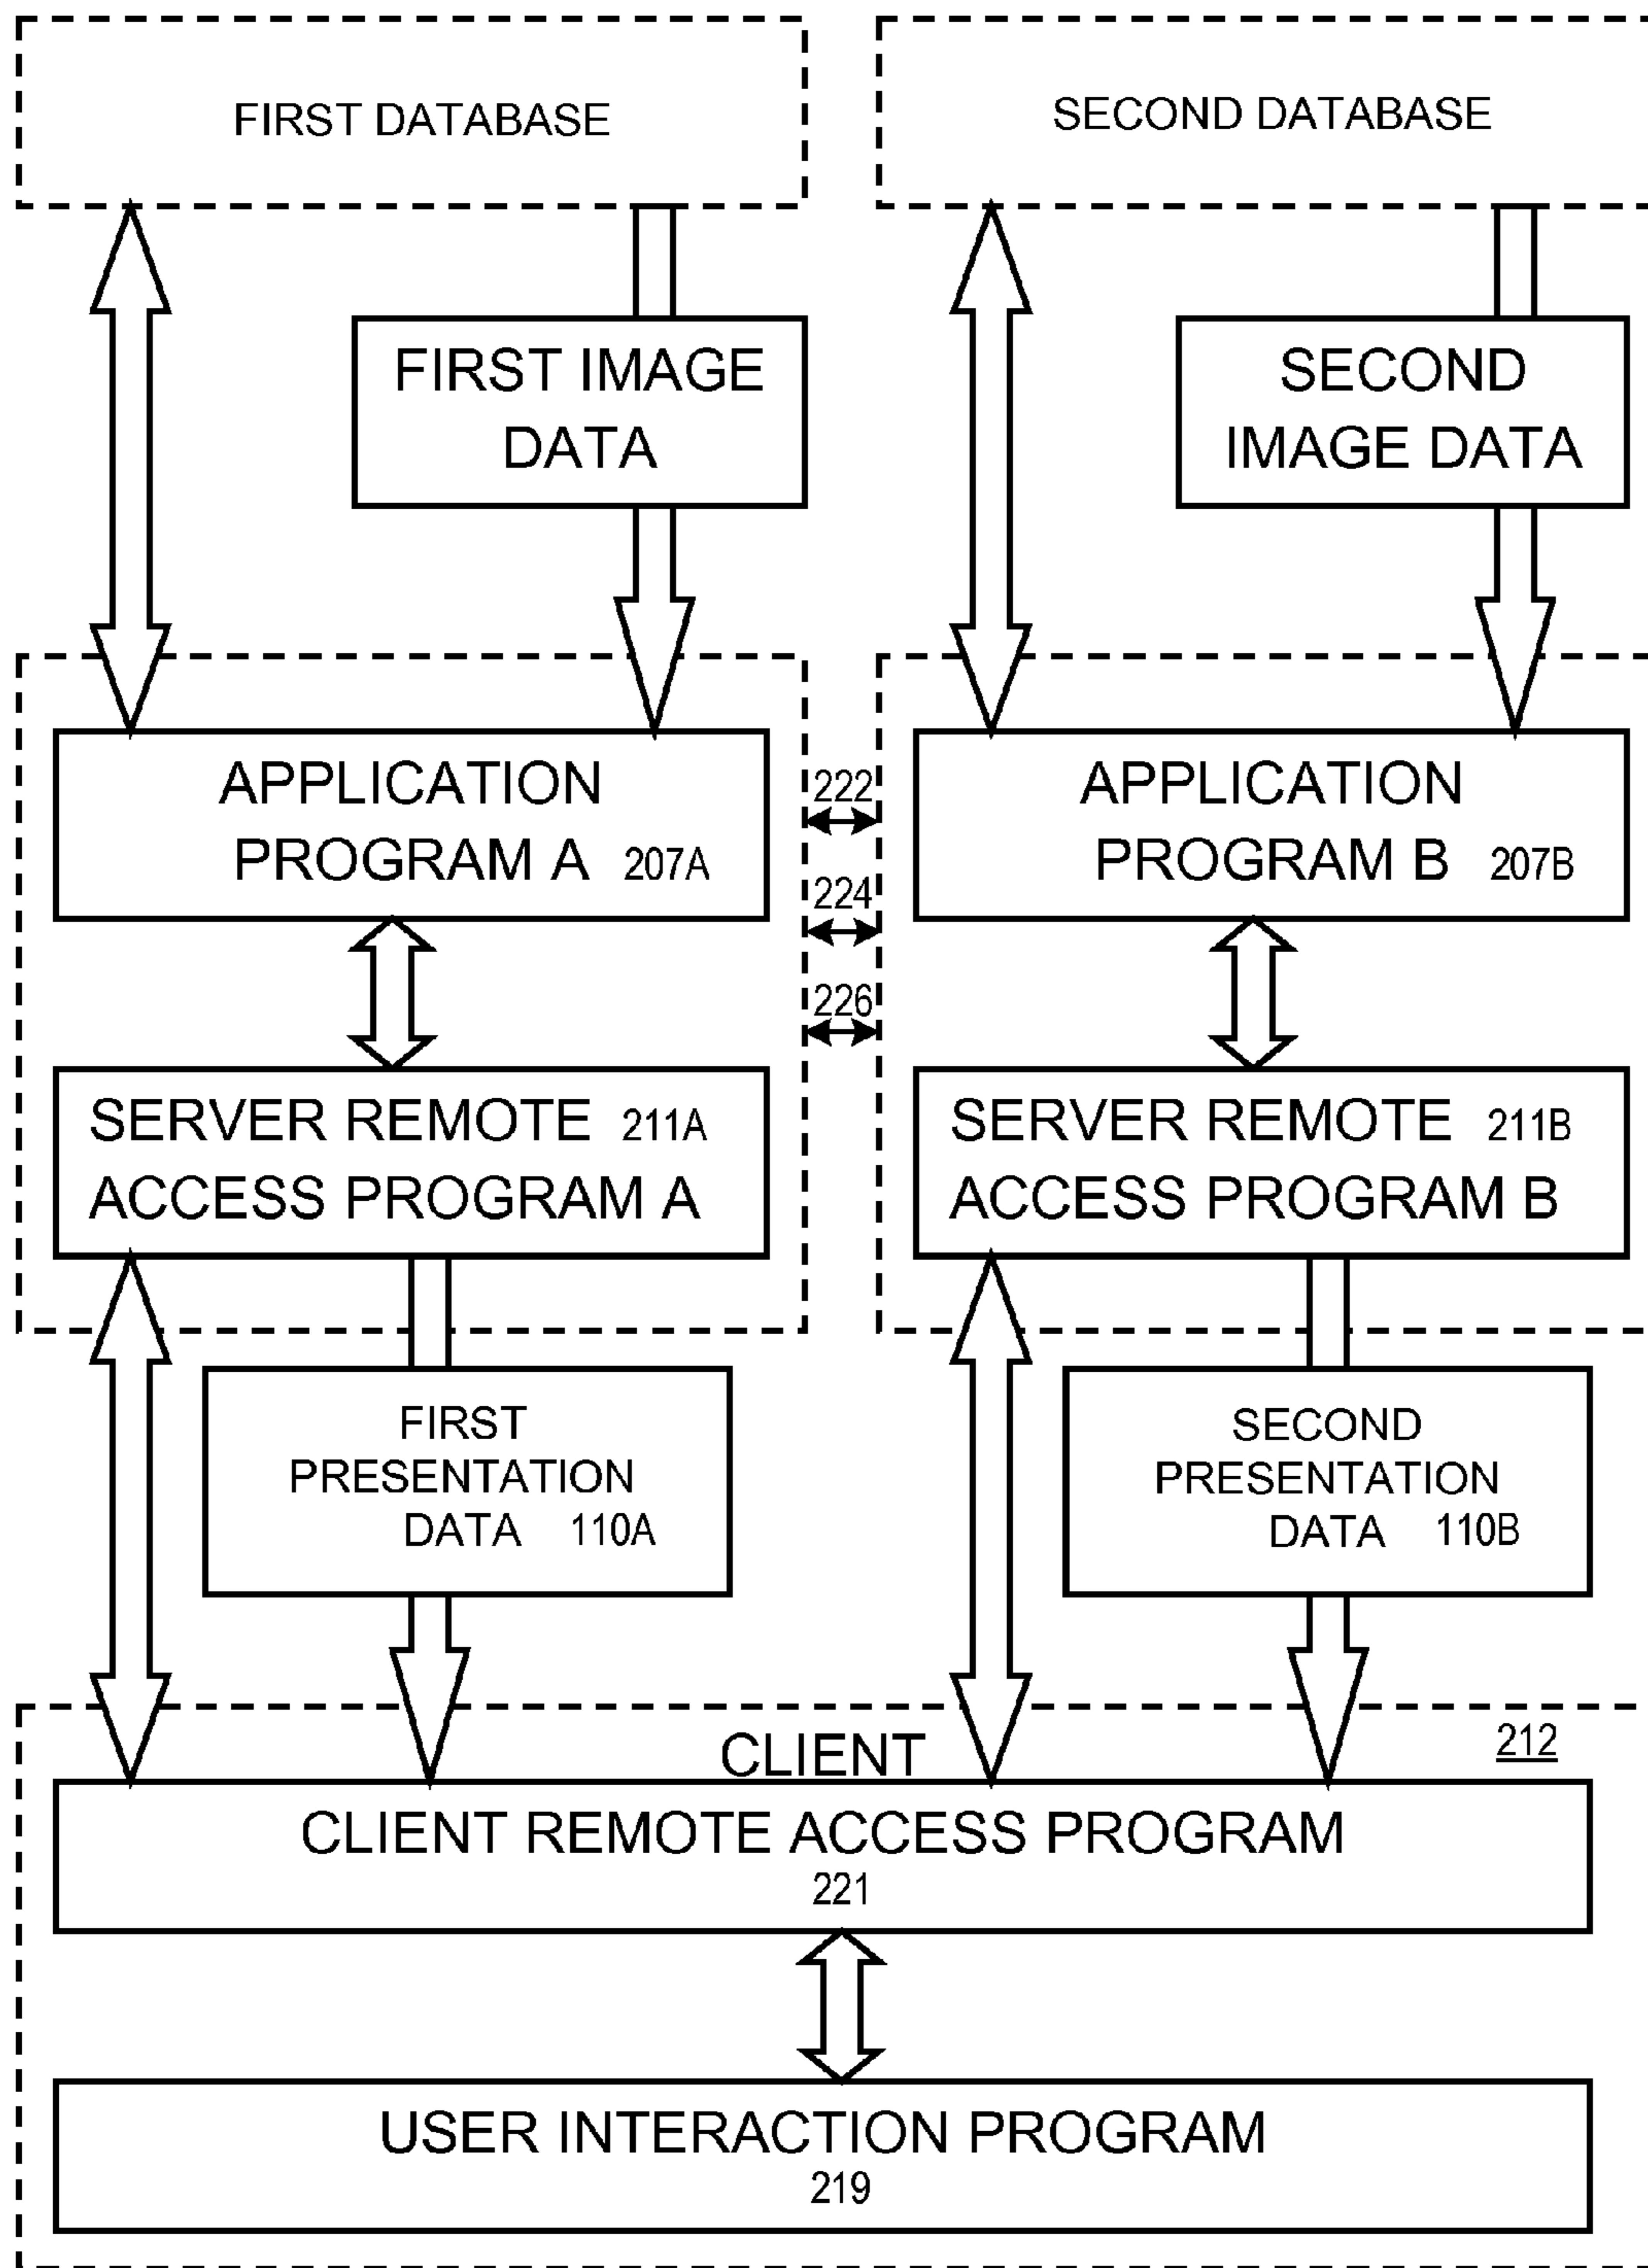 FIRST DATABASE
SECOND DATABASE
FIRST IMAGE
DATA
SECOND
IMAGE DATA
APPLICATION
PROGRAM A 207A
222
224
226
APPLICATION
PROGRAM B 207B
SERVER REMOTE 211A
ACCESS PROGRAM A
SERVER REMOTE 211B
ACCESS PROGRAM B
FIRST
PRESENTATION
DATA 110A
SECOND
PRESENTATION
DATA 110B
CLIENT
212
CLIENT REMOTE ACCESS PROGRAM
221
USER INTERACTION PROGRAM
219